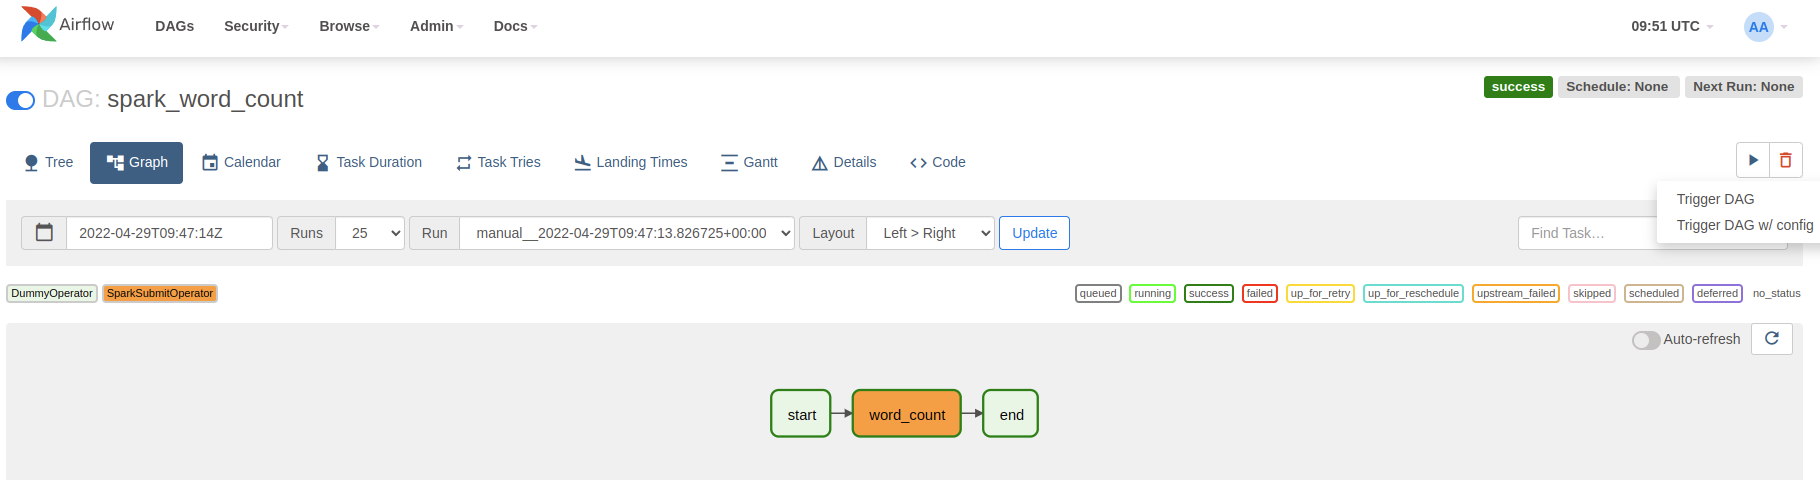 Airflow DAGs Security Browse Admin Docs 09:51 UTC AA
DAG: spark_word_count success Schedule: None Next Run: None
Tree Graph Calendar Task Duration Task Tries Landing Times Gantt Details Code
Trigger DAG
Trigger DAG w/ config
2022-04-29T09:47:14Z Runs 25 Run manual__2022-04-29T09:47:13.826725+00:00 Layout Left > Right Update Find Task…
DummyOperator SparkSubmitOperator queued running success failed up_for_retry up_for_reschedule upstream_failed skipped scheduled deferred no_status
Auto-refresh
start word_count end